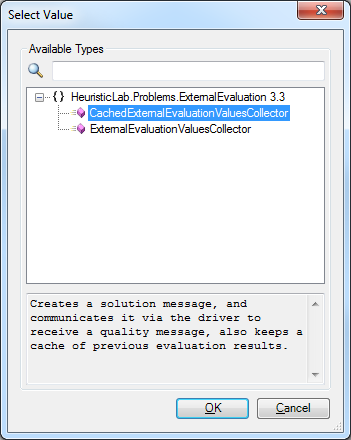 Select Value
Available Types
{} HeuristicLab.Problems.ExternalEvaluation 3.3
CachedExternalEvaluationValuesCollector
ExternalEvaluationValuesCollector
Creates a solution message, and
communicates it via the driver to
receive a quality message, also keeps a
cache of previous evaluation results.
OK
Cancel